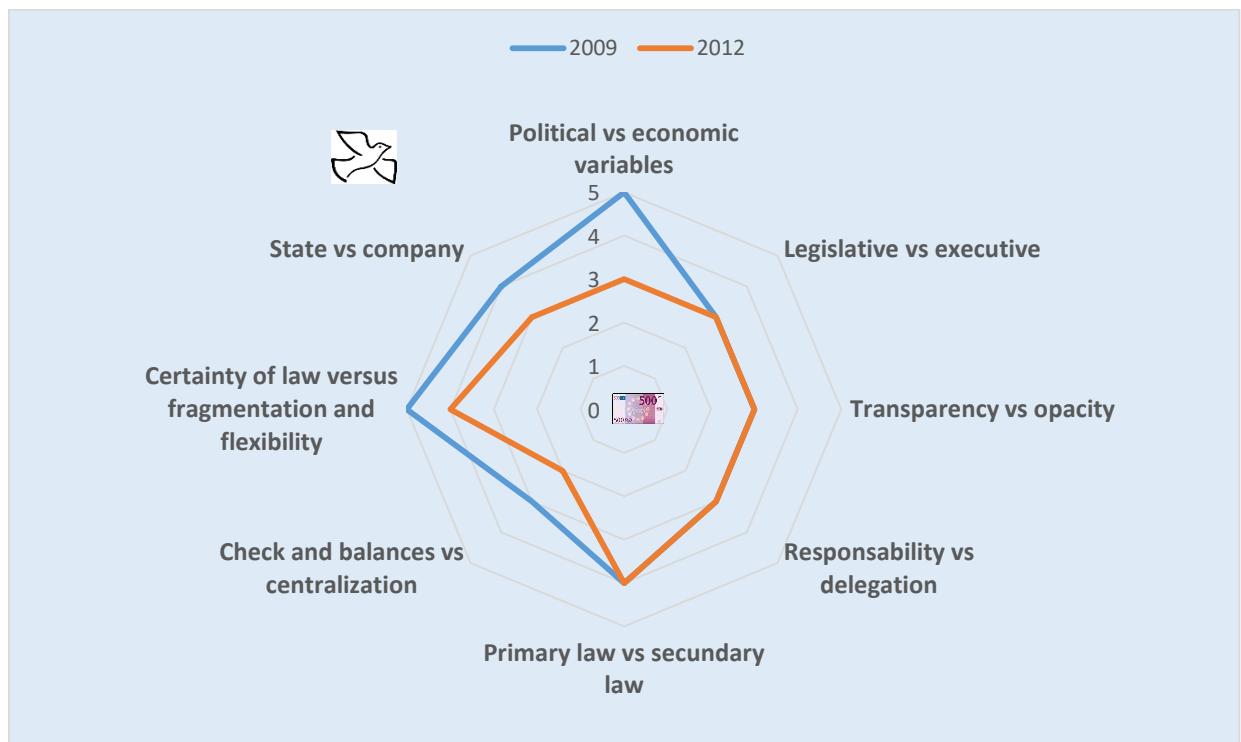 2009 2012
Political vs economic
variables
5
State vs company
Legislative vs executive
4
3
2
1
Certainty of law versus
fragmentation and
flexibility
0
500
Transparency vs opacity
Check and balances vs
centralization
Responsability vs
delegation
Primary law vs secundary
law